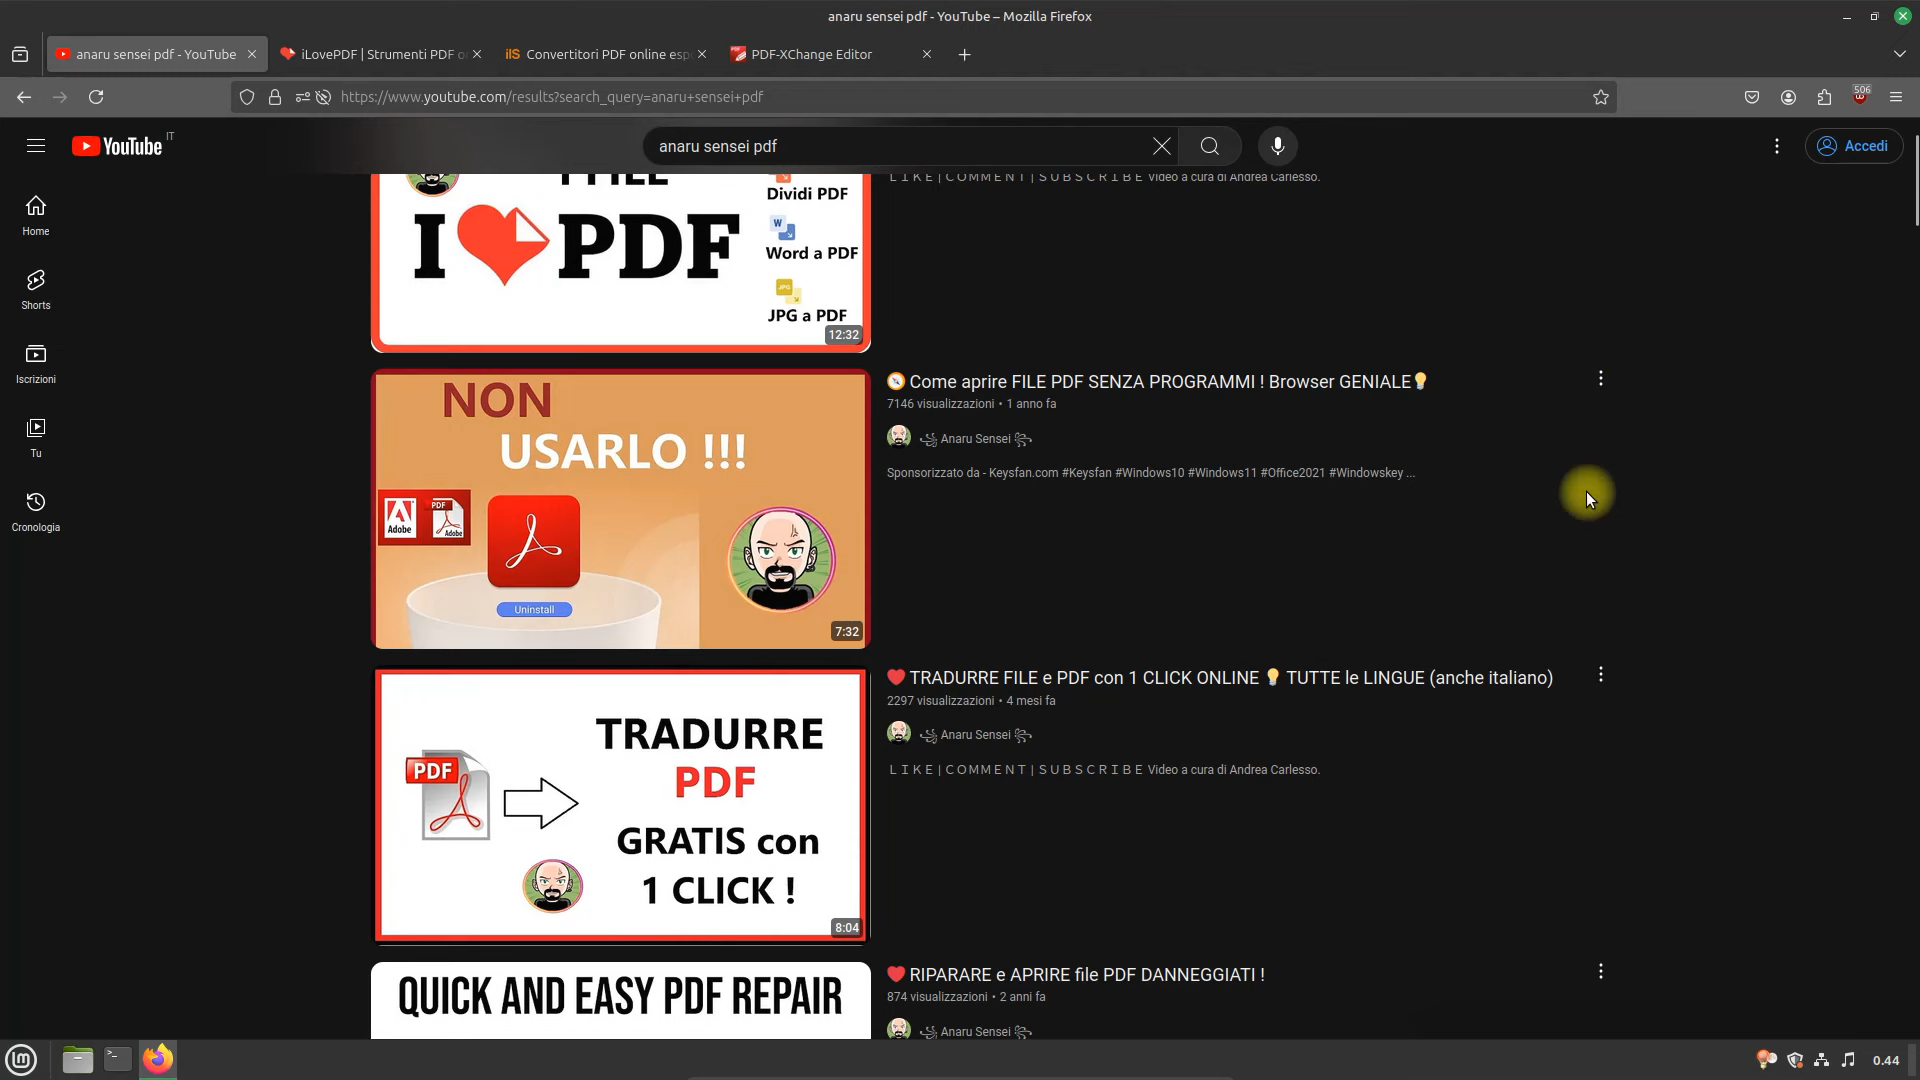 anaru sensei pdf - YouTube – Mozilla Firefox
anaru sensei pdf - YouTube
iLovePDF | Strumenti PDF o
Convertitori PDF online esp
PDF-XChange Editor
https://www.youtube.com/results?search_query=anaru+sensei+pdf
506
YouTube
IT
anaru sensei pdf
Accedi
Home
Shorts
Iscrizioni
Tu
Cronologia
I PDF
Dividi PDF
W
Word a PDF
JPG
JPG a PDF
12:32
L I K E | C O M M E N T | S U B S C R I B E Video a cura di Andrea Carlesso.
NON
USARLO !!!
Adobe
PDF
Adobe
Uninstall
7:32
Come aprire FILE PDF SENZA PROGRAMMI ! Browser GENIALE
7146 visualizzazioni • 1 anno fa
꧁ Anaru Sensei ꧂
Sponsorizzato da - Keysfan.com #Keysfan #Windows10 #Windows11 #Office2021 #Windowskey ...
PDF
TRADURRE
PDF
GRATIS con
1 CLICK !
8:04
TRADURRE FILE e PDF con 1 CLICK ONLINE TUTTE le LINGUE (anche italiano)
2297 visualizzazioni • 4 mesi fa
꧁ Anaru Sensei ꧂
L I K E | C O M M E N T | S U B S C R I B E Video a cura di Andrea Carlesso.
QUICK AND EASY PDF REPAIR
RIPARARE e APRIRE file PDF DANNEGGIATI !
874 visualizzazioni • 2 anni fa
꧁ Anaru Sensei ꧂
0.44